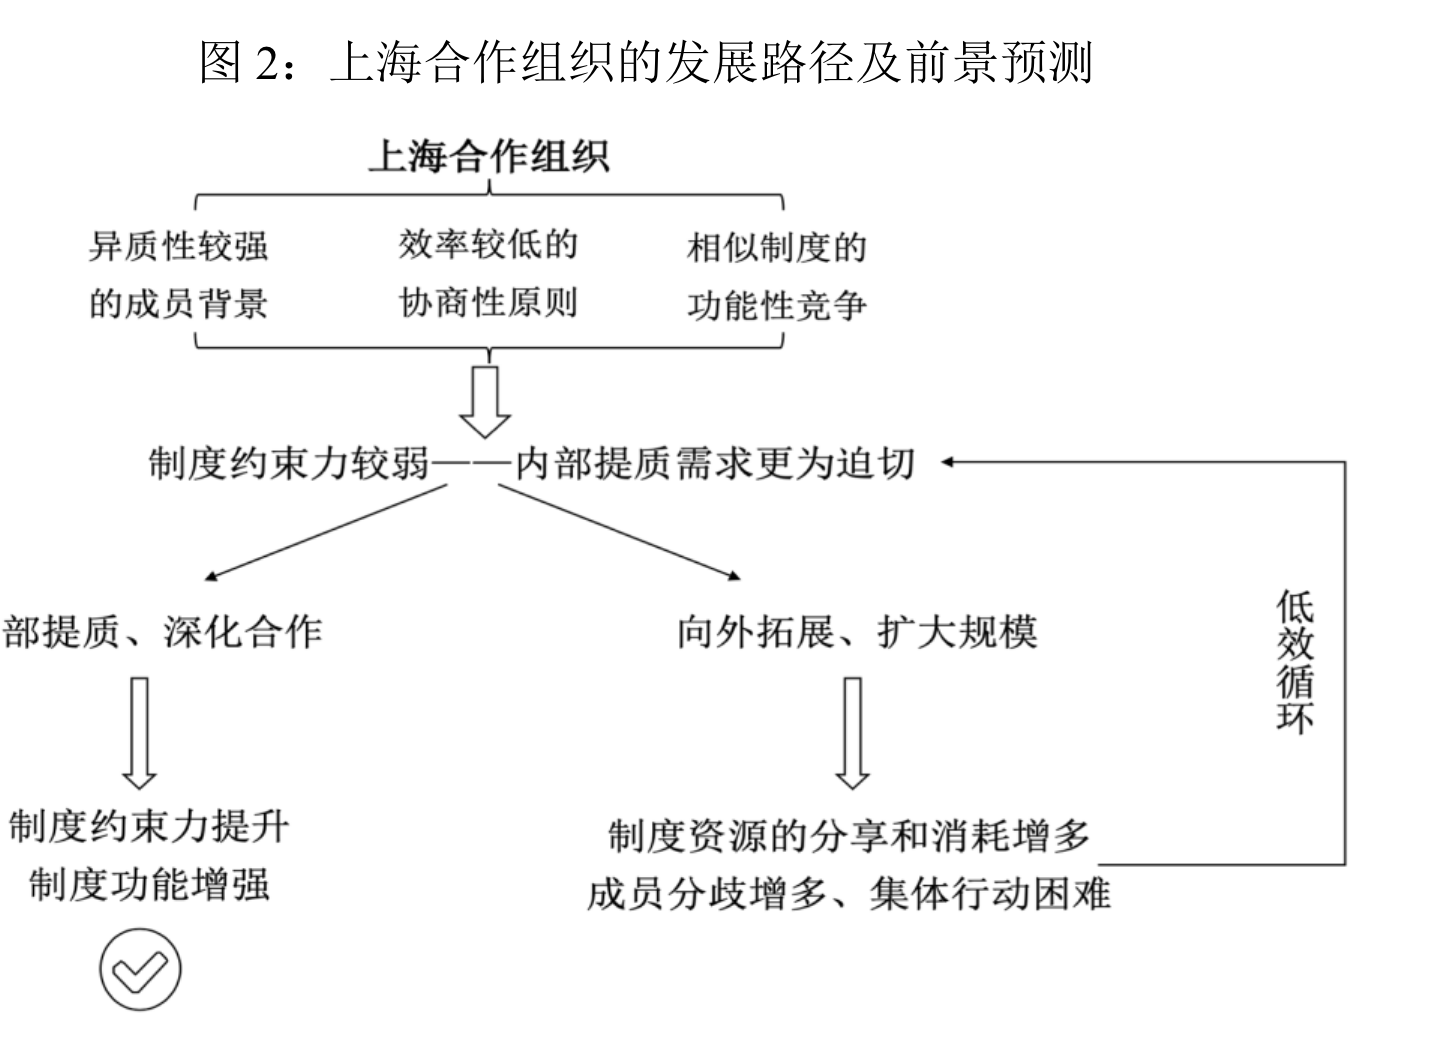 图 2：上海合作组织的发展路径及前景预测
上海合作组织
异质性较强
的成员背景
效率较低的
协商性原则
相似制度的
功能性竞争
制度约束力较弱——内部提质需求更为迫切
部提质、深化合作
向外拓展、扩大规模
低效循环
制度约束力提升
制度功能增强
制度资源的分享和消耗增多
成员分歧增多、集体行动困难